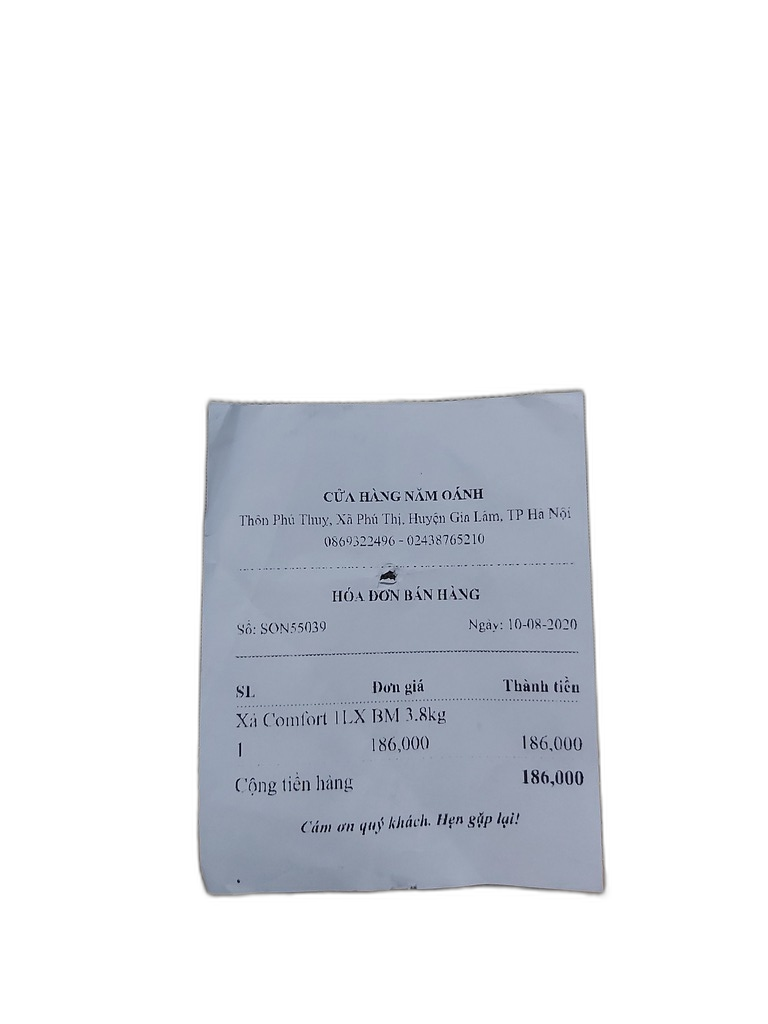 CỬA HÀNG NĂM OÁNH
Thôn Phú Thuỵ, Xã Phú Thị, Huyện Gia Lâm, TP Hà Nội
0869322496 - 02438765210
HÓA ĐƠN BÁN HÀNG
Số: SON55039 Ngày: 10-08-2020
SL Đơn giá Thành tiền
Xả Comfort 1LX BM 3.8kg
1 186,000 186,000
Cộng tiền hàng 186,000
Cám ơn quý khách. Hẹn gặp lại!